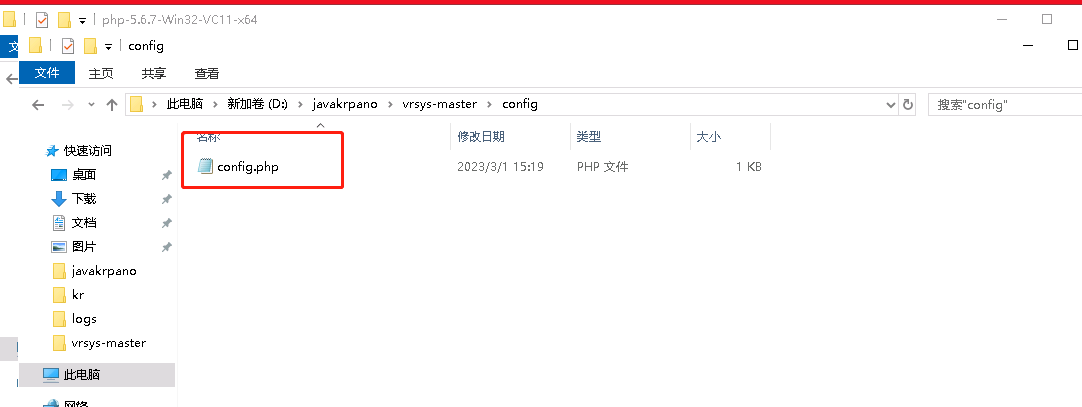 php-5.6.7-Win32-VC11-x64
文 config
文件 主页 共享 查看
此电脑 新加卷 (D:) javakrpano vrsys-master config 搜索"config"
名称 修改日期 类型 大小
快速访问
config.php 2023/3/1 15:19 PHP 文件 1 KB
桌面
下载
文档
图片
javakrpano
kr
logs
vrsys-master
此电脑
网络